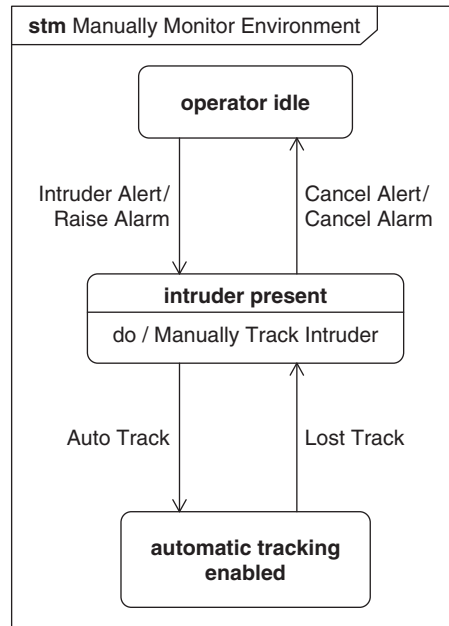 stm Manually Monitor Environment
operator idle
Intruder Alert/
Raise Alarm
Cancel Alert/
Cancel Alarm
intruder present
do / Manually Track Intruder
Auto Track
Lost Track
automatic tracking
enabled